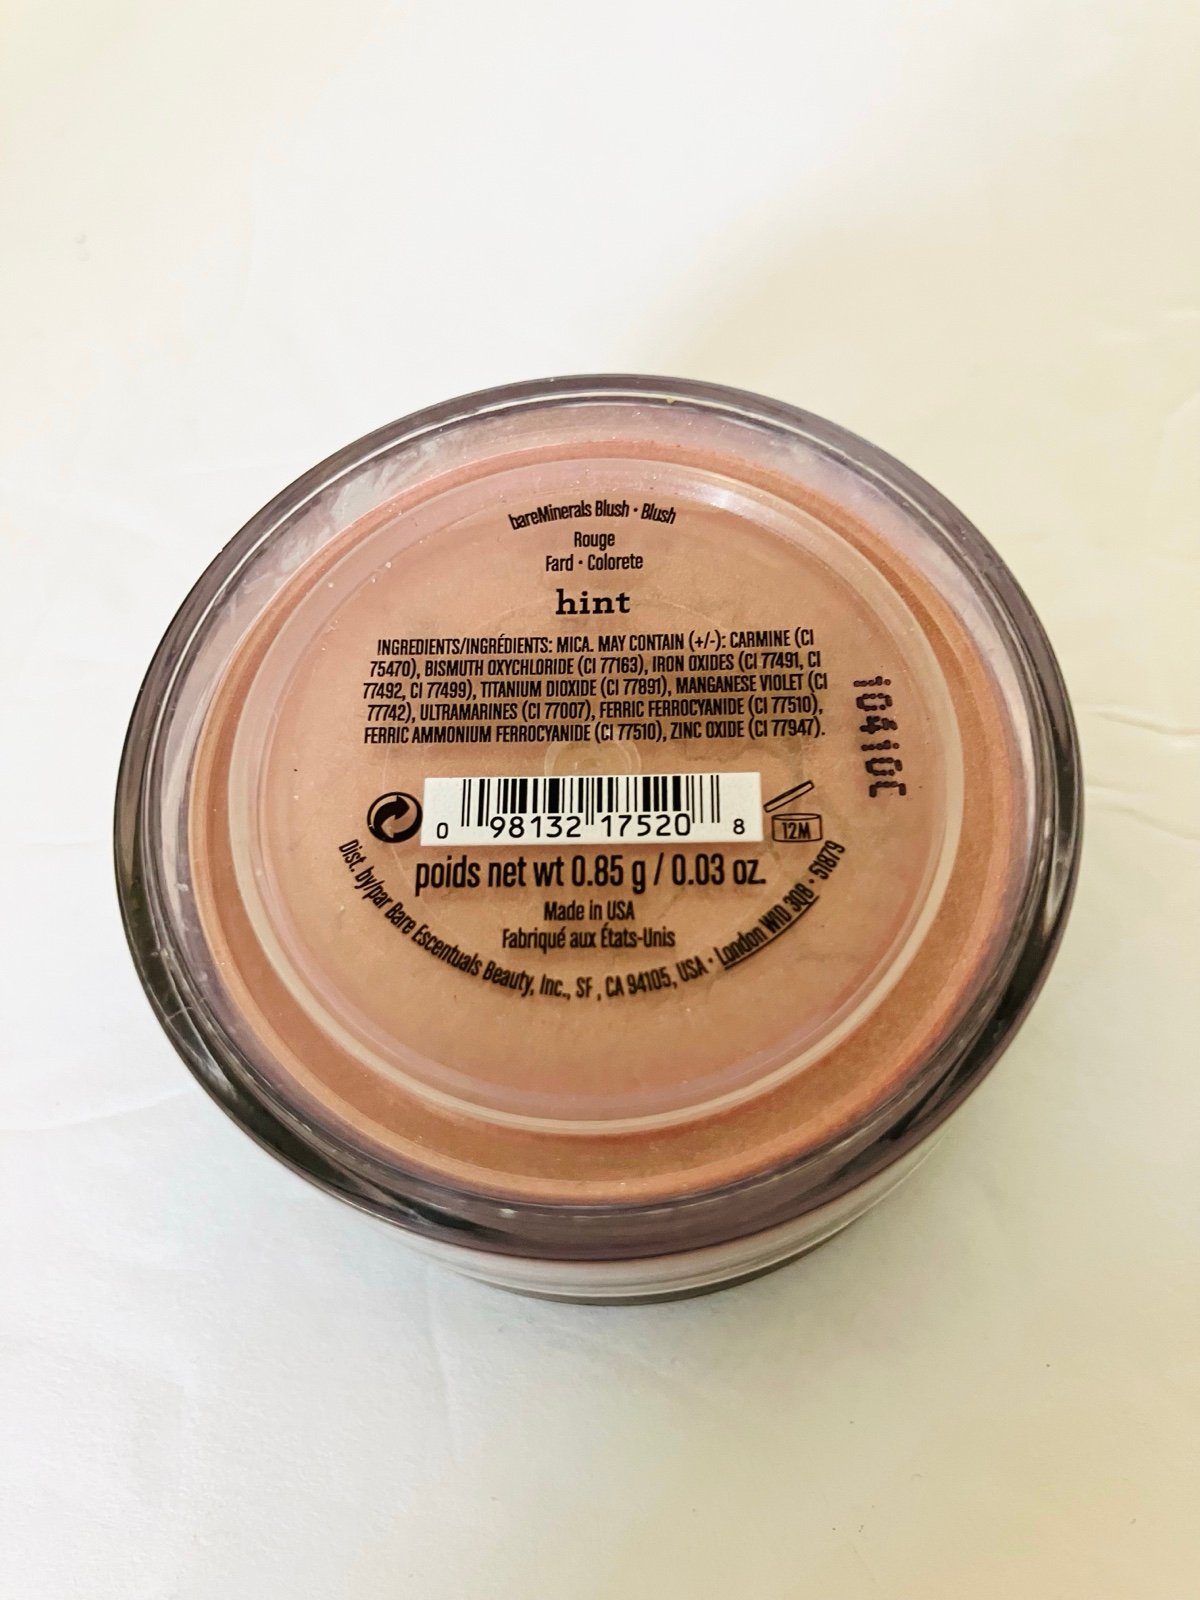 bareMinerals Blush • Blush
Rouge
Fard • Colorete
hint
INGREDIENTS/INGRÉDIENTS: MICA. MAY CONTAIN (+/-): CARMINE (CI
75470), BISMUTH OXYCHLORIDE (CI 77163), IRON OXIDES (CI 77491, CI
77492, CI 77499), TITANIUM DIOXIDE (CI 77891), MANGANESE VIOLET (CI
77742), ULTRAMARINES (CI 77007), FERRIC FERROCYANIDE (CI 77510),
FERRIC AMMONIUM FERROCYANIDE (CI 77510), ZINC OXIDE (CI 77947).
0 98132 17520 8
12M
poids net wt 0.85 g / 0.03 oz.
Made in USA
Fabriqué aux États-Unis
Dist. by/par Bare Escentuals Beauty, Inc., SF , CA 94105, USA • London W1D 3QB • 51879